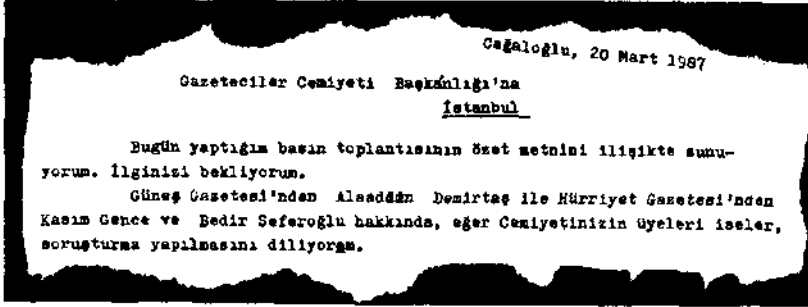 Cağaloğlu, 20 Mart 1987
Gazeteciler Cemiyeti Başkanlığı'na
İstanbul
Bugün yaptığım basın toplantısının özet metnini ilişikte sunu-
yorum. İlginizi bekliyorum.
Güneş Gazetesi'nden Alaaddin Demirtaş ile Hürriyet Gazetesi'nden
Kasım Gence ve Bedir Seferoğlu hakkında, eğer Cemiyetinizin üyeleri iseler,
soruşturma yapılmasını diliyorum.